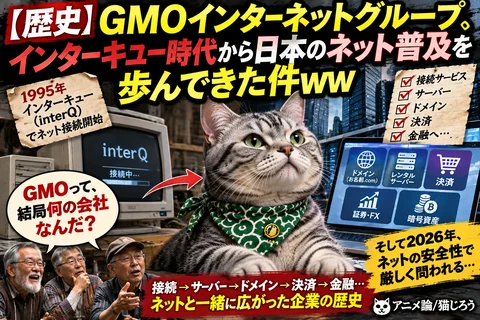 【歴史】GMOインターネットグループ。
インターキュー時代から日本のネット普及を
歩んできた件ww
1995年
インターキュー
(interQ)
でネット接続開始
interQ
接続中…
接続サービス
サーバー
ドメイン
決済
金融へ…
ドメイン
(お名前.com)
レンタル
サーバー
決済
証券・FX
暗号資産
GMOって、
結局何の会社
なんだ?
そして2026年、
ネットの安全性で
厳しく問われる…
接続→サーバー→ドメイン→決済→金融…
ネットと一緒に広がった企業の歴史
アニメ論/猫じろう